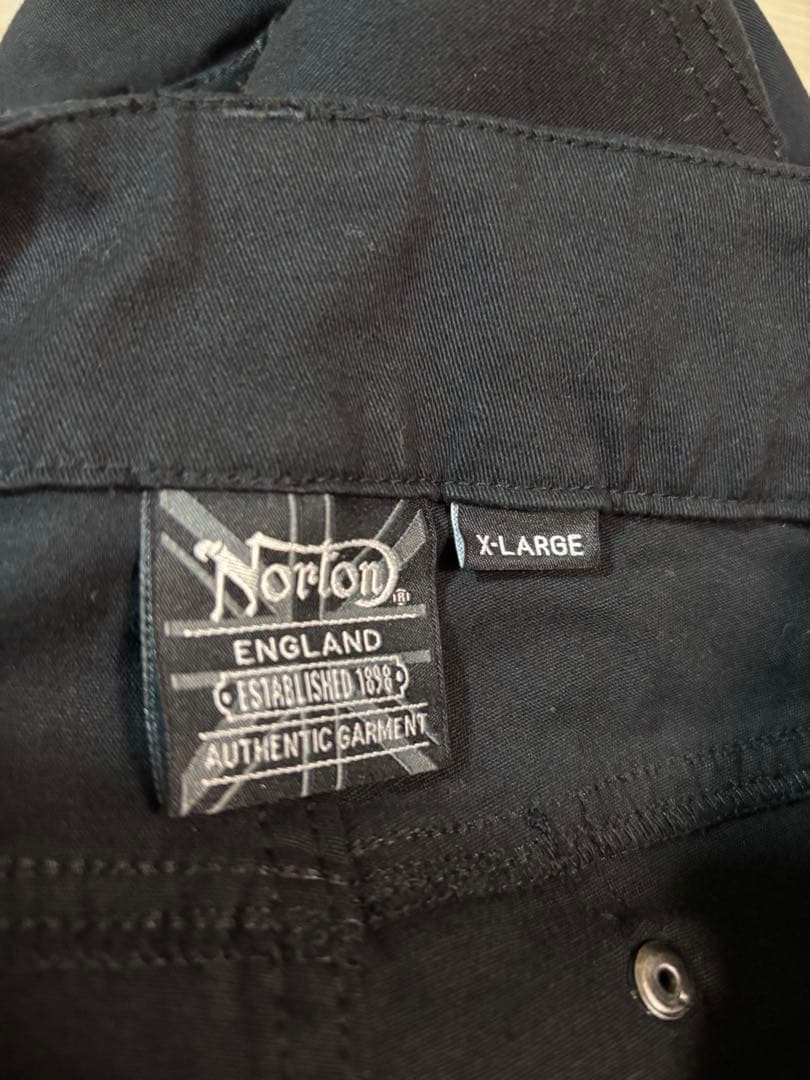 Norton®
ENGLAND
ESTABLISHED 1898
AUTHENTIC GARMENT
X-LARGE